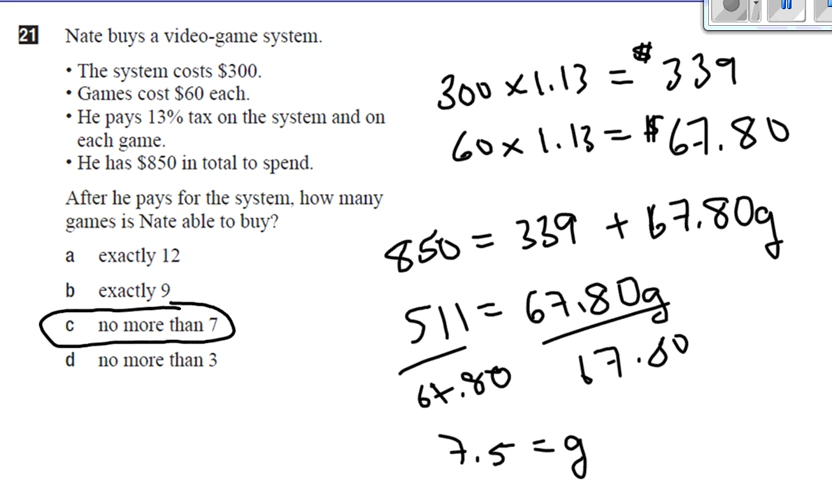 21 Nate buys a video-game system.
• The system costs $300.
• Games cost $60 each.
• He pays 13% tax on the system and on
each game.
• He has $850 in total to spend.
After he pays for the system, how many
games is Nate able to buy?
a exactly 12
b exactly 9
c no more than 7
d no more than 3
300 × 1.13 = $339
60 × 1.13 = $67.80
850 = 339 + 67.80g
511 = 67.80g
67.80 67.80
7.5 = g